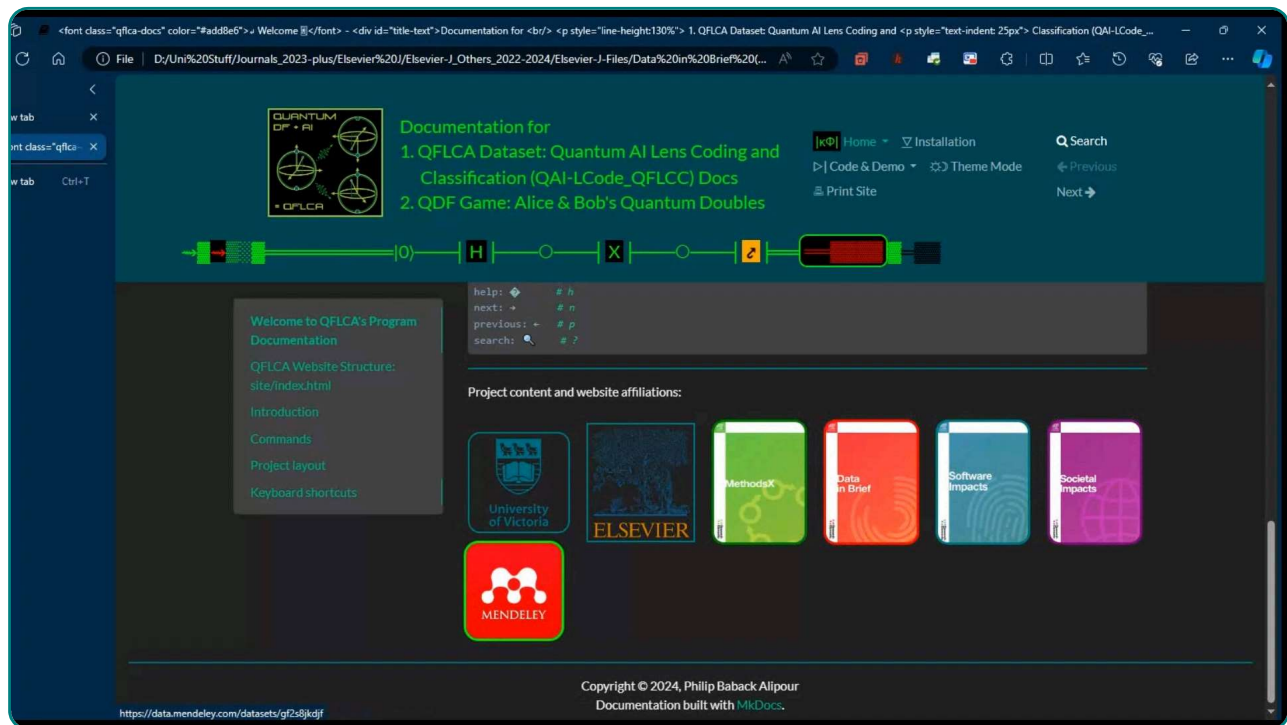 <font class="qflca-docs" color="#add8e6">↲ Welcome </font> - <div id="title-text">Documentation for <br/> <p style="line-height:130%"> 1. QFLCA Dataset: Quantum AI Lens Coding and <p style="text-indent: 25px"> Classification (QAI-LCode_...
File | D:/Uni%20Stuff/Journals_2023-plus/Elsevier%20J/Elsevier-J_Others_2022-2024/Elsevier-J-Files/Data%20in%20Brief%20(...
w tab
ont class="qflca-
w tab Ctrl+T
QUANTUM
DF + AI
= QFLCA
Documentation for
1. QFLCA Dataset: Quantum AI Lens Coding and
Classification (QAI-LCode_QFLCC) Docs
2. QDF Game: Alice & Bob's Quantum Doubles
|κΦ| Home
Installation
Search
Code & Demo
Theme Mode
Previous
Print Site
Next
|0⟩ H X
help: � # h
next: → # n
previous: ← # p
search: 🔍 # ?
Welcome to QFLCA's Program
Documentation
QFLCA Website Structure:
site/index.html
Introduction
Commands
Project layout
Keyboard shortcuts
Project content and website affiliations:
University
of Victoria
ELSEVIER
MethodsX
Data
in Brief
Software
Impacts
Societal
Impacts
MENDELEY
Copyright © 2024, Philip Baback Alipour
Documentation built with MkDocs.
https://data.mendeley.com/datasets/gf2s8jkdjf